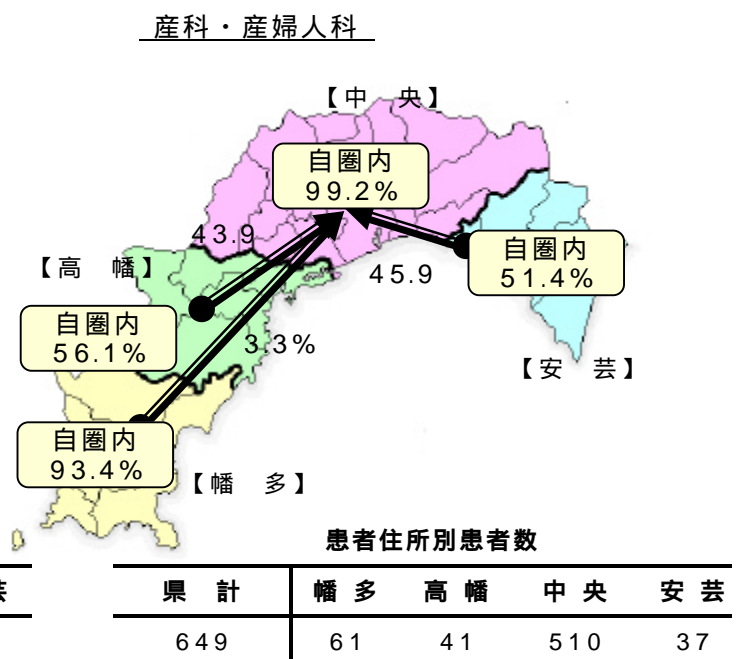 産科・産婦人科
【中　央】
自圏内
99.2%
43.9
【高　幡】
自圏内
51.4%
45.9
自圏内
56.1%
3.3%
【安　芸】
自圏内
93.4%
【幡　多】
患者住所別患者数
県　計 幡多 高幡 中央 安芸
649 61 41 510 37